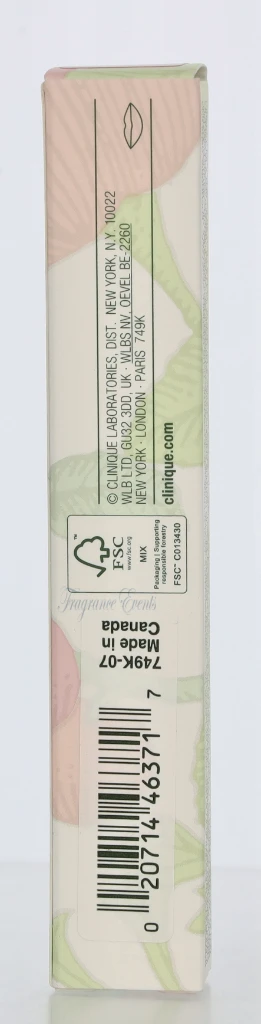 © CLINIQUE LABORATORIES, DIST. NEW YORK, N.Y. 10022
WLB LTD, GU32 3DD, UK · WLBS NV, OEVEL BE-2260
NEW YORK · LONDON · PARIS 749K
clinique.com
FSC
www.fsc.org
MIX
Packaging | Supporting
responsible forestry
FSC™ C013430
Fragrance Events
749K-07
Made in
Canada
0 20714 46371 7